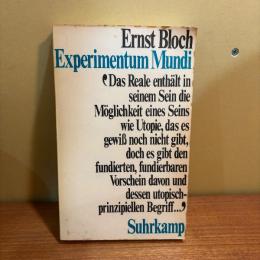 Ernst Bloch
Experimentum Mundi
❛Das Reale enthält in
seinem Sein die
Möglichkeit eines Seins
wie Utopie, das es
gewiß noch nicht gibt,
doch es gibt den
fundierten, fundierbaren
Vorschein davon und
dessen utopisch-
prinzipiellen Begriff...❜
Suhrkamp